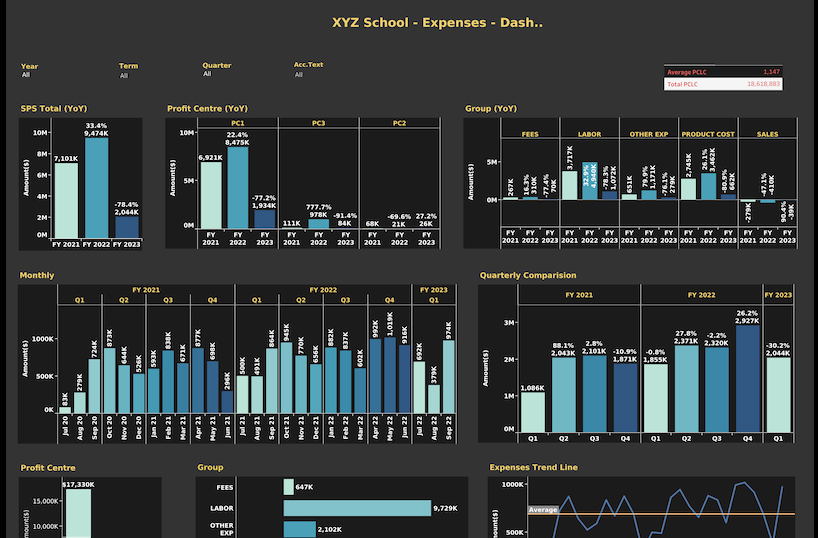 XYZ School - Expenses - Dash..
Year Term Quarter Acc.Text
All All All All
Average PCLC 1,147
Total PCLC 18,618,883
SPS Total (YoY)
Amount($)
10M
8M
6M
4M
2M
0M
7,101K
33.4%
9,474K
-78.4%
2,044K
FY 2021 FY 2022 FY 2023
Profit Centre (YoY)
PC1 PC3 PC2
Amount($)
10M
5M
0M
6,921K
22.4%
8,475K
-77.2%
1,934K
111K
777.7%
978K
-91.4%
84K
68K
-69.6%
21K
27.2%
26K
FY FY FY FY FY FY FY FY FY
2021 2022 2023 2021 2022 2023 2021 2022 2023
Group (YoY)
FEES LABOR OTHER EXP PRODUCT COST SALES
Amount($)
5M
0M
267K
16.3%
310K
-77.4%
70K
3,717K
32.9%
4,940K
-78.3%
1,072K
651K
79.9%
1,171K
-76.1%
279K
2,745K
26.1%
3,462K
-80.9%
662K
-279K
-47.1%
-410K
90.4%
-39K
FY FY FY FY FY FY FY FY FY FY FY FY FY FY FY
2021 2022 2023 2021 2022 2023 2021 2022 2023 2021 2022 2023 2021 2022 2023
Monthly
FY 2021 FY 2022 FY 2023
Q1 Q2 Q3 Q4 Q1 Q2 Q3 Q4 Q1
Amount($)
1000K
500K
0K
83K 279K 724K 873K 644K 526K 593K 838K 671K 877K 698K 296K 500K 491K 864K 945K 770K 656K 882K 837K 602K 992K 1,019K 916K 692K 379K 974K
Jul 20 Aug 20 Sep 20 Oct 20 Nov 20 Dec 20 Jan 21 Feb 21 Mar 21 Apr 21 May 21 Jun 21 Jul 21 Aug 21 Sep 21 Oct 21 Nov 21 Dec 21 Jan 22 Feb 22 Mar 22 Apr 22 May 22 Jun 22 Jul 22 Aug 22 Sep 22
Quarterly Comparision
FY 2021 FY 2022 FY 2023
Amount($)
3M
2M
1M
0M
1,086K
88.1%
2,043K
2.8%
2,101K
-10.9%
1,871K
-0.8%
1,855K
27.8%
2,371K
-2.2%
2,320K
26.2%
2,927K
-30.2%
2,044K
Q1 Q2 Q3 Q4 Q1 Q2 Q3 Q4 Q1
Profit Centre
15,000K
10,000K
$17,330K
Group
FEES 647K
LABOR 9,729K
OTHER
EXP 2,102K
Expenses Trend Line
1000K
500K
Average